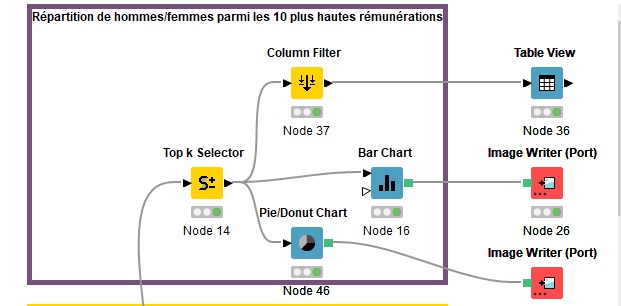 Répartition de hommes/femmes parmi les 10 plus hautes rémunérations
Column Filter
Table View
Node 37
Node 36
Top k Selector
Bar Chart
Image Writer (Port)
Node 14
Node 16
Node 26
Pie/Donut Chart
Image Writer (Port)
Node 46